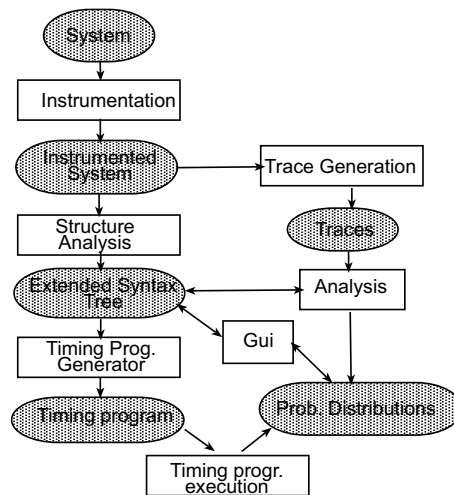 System
Instrumentation
Instrumented
System
Trace Generation
Structure
Analysis
Traces
Extended Syntax
Tree
Analysis
Gui
Timing Prog.
Generator
Timing program
Prob. Distributions
Timing progr.
execution